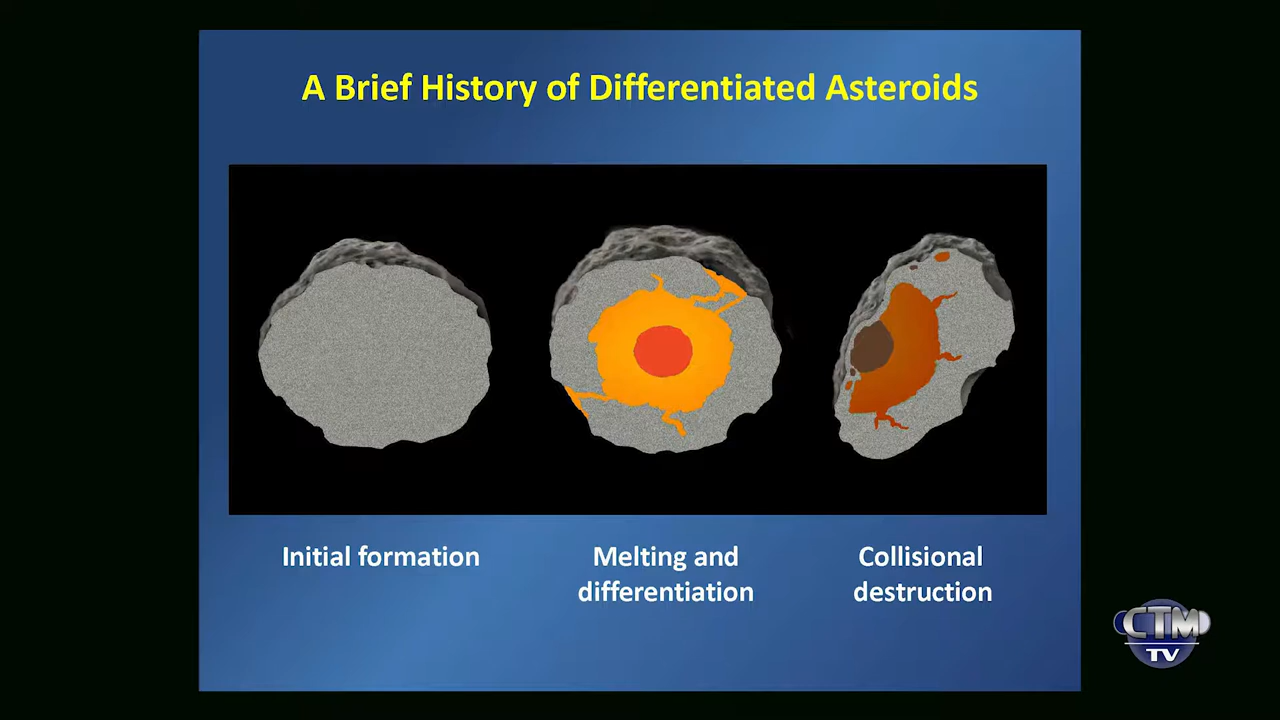 A Brief History of Differentiated Asteroids
Initial formation
Melting and
differentiation
Collisional
destruction
CTM
TV